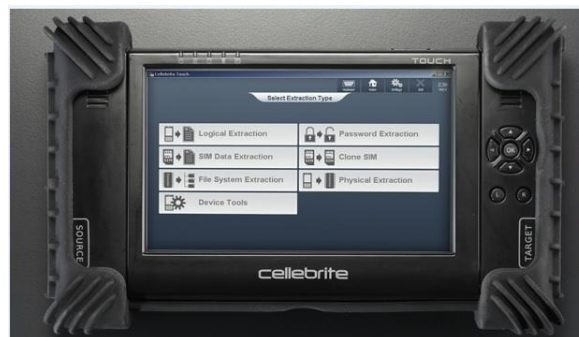 TOUCH
Cellebrite Touch
Select Extraction Type
Logical Extraction
Password Extraction
SIM Data Extraction
Clone SIM
File System Extraction
Physical Extraction
Device Tools
OK
SOURCE
TARGET
cellebrite